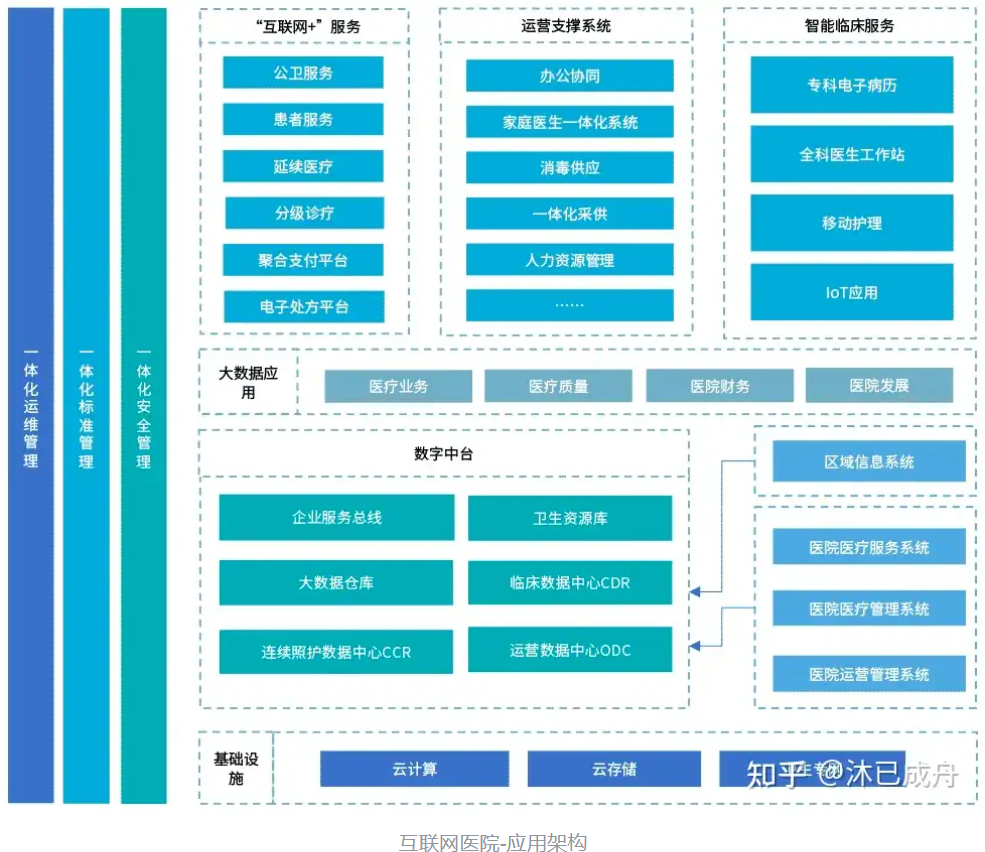 一体化运维管理
一体化标准管理
一体化安全管理
“互联网+”服务
公卫服务
患者服务
延续医疗
分级诊疗
聚合支付平台
电子处方平台
运营支撑系统
办公协同
家庭医生一体化系统
消毒供应
一体化采供
人力资源管理
……
智能临床服务
专科电子病历
全科医生工作站
移动护理
IoT应用
大数据应
用
医疗业务
医疗质量
医院财务
医院发展
数字中台
企业服务总线
卫生资源库
大数据仓库
临床数据中心CDR
连续照护数据中心CCR
运营数据中心ODC
区域信息系统
医院医疗服务系统
医院医疗管理系统
医院运营管理系统
基础设
施
云计算
云存储
知乎 @沐已成舟
互联网医院-应用架构